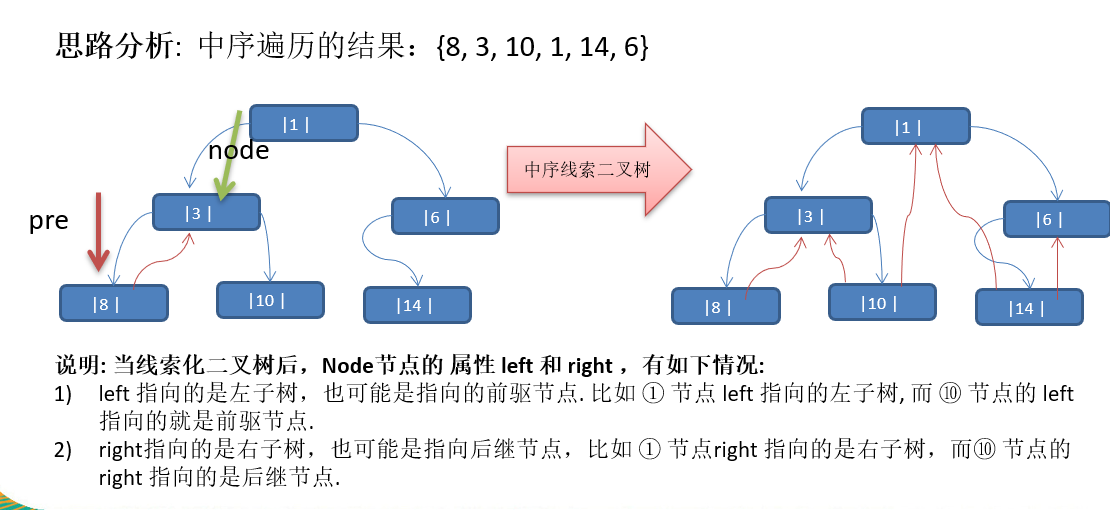 思路分析: 中序遍历的结果：{8, 3, 10, 1, 14, 6}
|1 |
|1 |
node
中序线索二叉树
|3 |
|6 |
|3 |
|6 |
pre
|8 |
|10 |
|14 |
|8 |
|10 |
|14 |
说明: 当线索化二叉树后，Node节点的 属性 left 和 right ，有如下情况:
1) left 指向的是左子树，也可能是指向的前驱节点. 比如 ① 节点 left 指向的左子树, 而 ⑩ 节点的 left
指向的就是前驱节点.
2) right指向的是右子树，也可能是指向后继节点，比如 ① 节点right 指向的是右子树，而⑩ 节点的
right 指向的是后继节点.